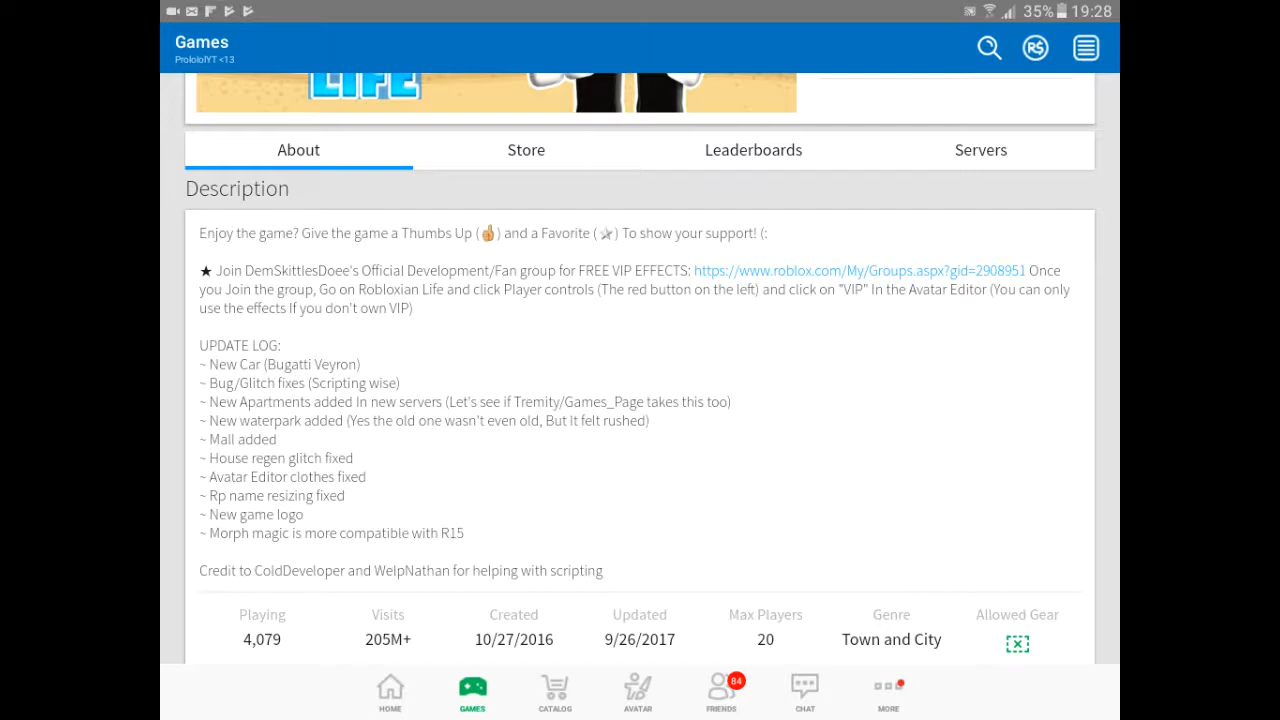 35% 19:28
Games
ProlololYT <13
R$
LIFE
About Store Leaderboards Servers
Description
Enjoy the game? Give the game a Thumbs Up (👍) and a Favorite (⭐) To show your support! (:
★ Join DemSkittlesDoee's Official Development/Fan group for FREE VIP EFFECTS: https://www.roblox.com/My/Groups.aspx?gid=2908951 Once
you Join the group, Go on Robloxian Life and click Player controls (The red button on the left) and click on "VIP" In the Avatar Editor (You can only
use the effects If you don't own VIP)
UPDATE LOG:
~ New Car (Bugatti Veyron)
~ Bug/Glitch fixes (Scripting wise)
~ New Apartments added In new servers (Let's see if Tremity/Games_Page takes this too)
~ New waterpark added (Yes the old one wasn't even old, But it felt rushed)
~ Mall added
~ House regen glitch fixed
~ Avatar Editor clothes fixed
~ Rp name resizing fixed
~ New game logo
~ Morph magic is more compatible with R15
Credit to ColdDeveloper and WelpNathan for helping with scripting
Playing Visits Created Updated Max Players Genre Allowed Gear
4,079 205M+ 10/27/2016 9/26/2017 20 Town and City
84
HOME GAMES CATALOG AVATAR FRIENDS CHAT MORE